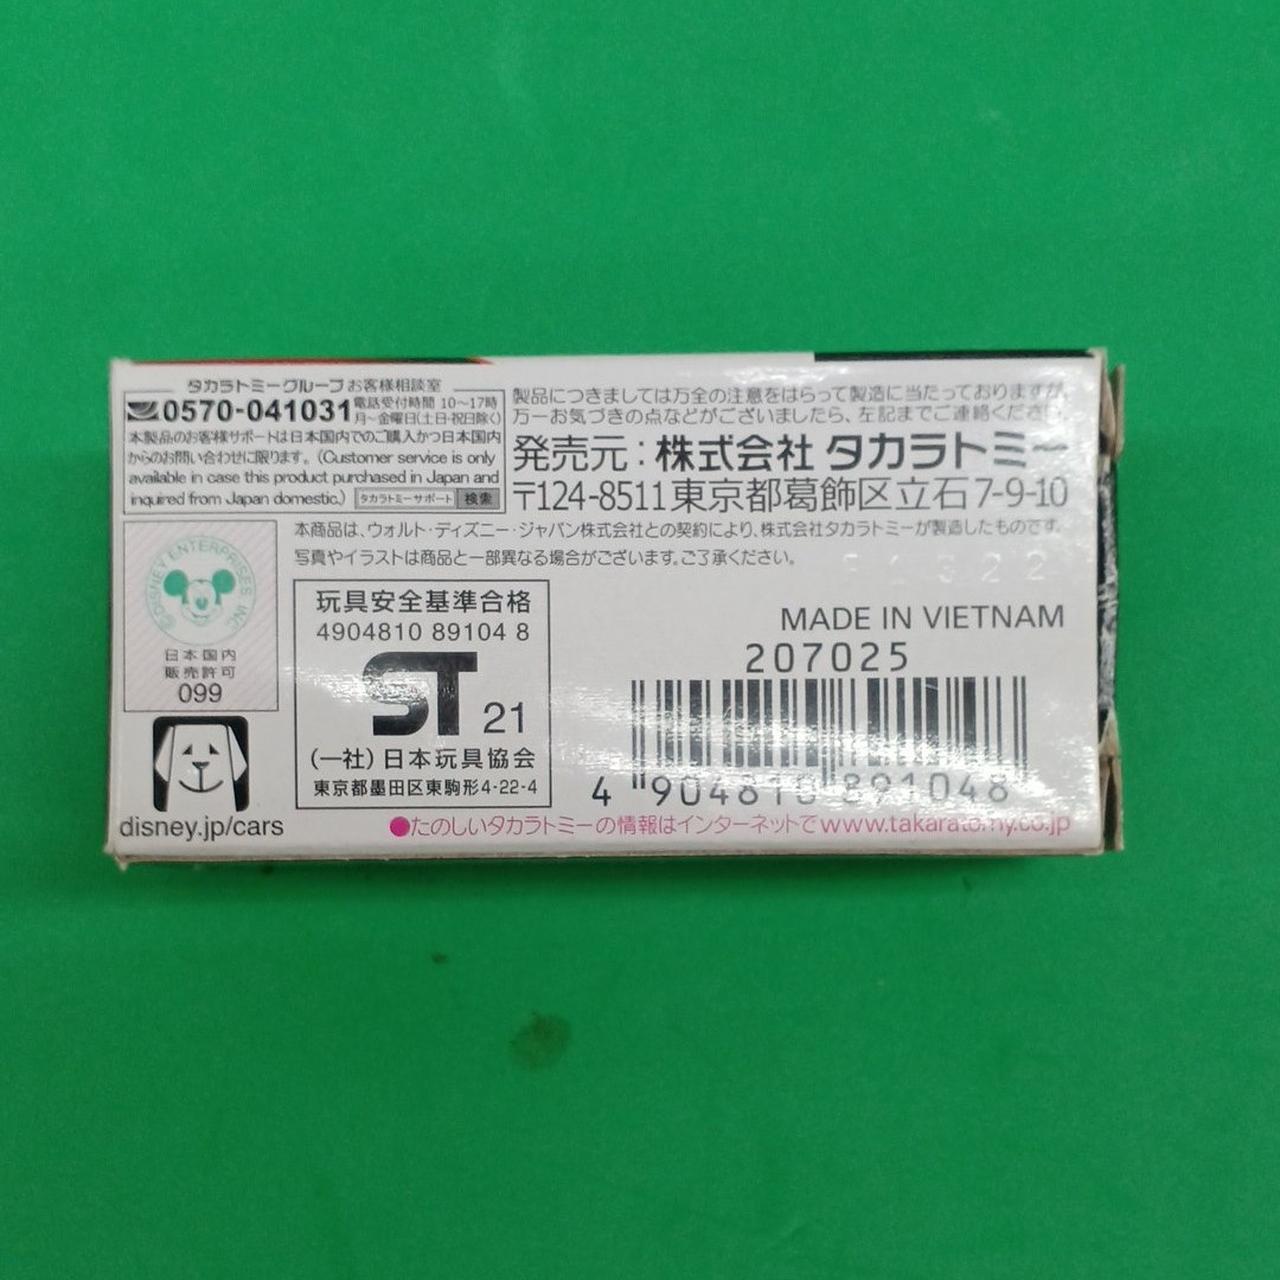 タカラトミーグループ お客様相談室
0570-041031 電話受付時間 10～17時
月～金曜日(土日・祝日除く)
本製品のお客様サポートは日本国内でのご購入かつ日本国内
からのお問い合わせに限ります。(Customer service is only
available in case this product purchased in Japan and
inquired from Japan domestic.) タカラトミーサポート 検索
製品につきましては万全の注意をはらって製造に当たっておりますが、
万一お気づきの点などがございましたら、左記までご連絡ください。
発売元：株式会社 タカラトミー
〒124-8511東京都葛飾区立石7-9-10
本商品は、ウォルト・ディズニー・ジャパン株式会社との契約により、株式会社タカラトミーが製造したものです。
写真やイラストは商品と一部異なる場合がございます。ご了承ください。
©DISNEY ENTERPRISES INC
日本国内
販売許可
099
disney.jp/cars
玩具安全基準合格
4904810 89104 8
ST 21
(一社)日本玩具協会
東京都墨田区東駒形4-22-4
MADE IN VIETNAM
207025
4 904810 891048
●たのしいタカラトミーの情報はインターネットで www.takaratomy.co.jp